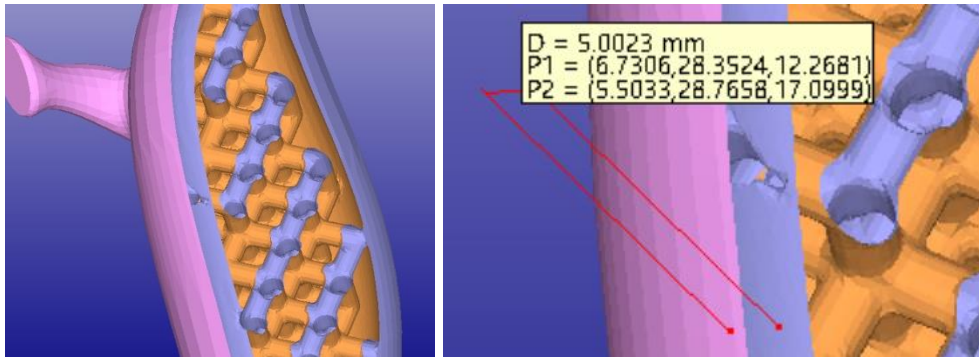 D = 5.0023 mm
P1 = (6.7306,28.3524,12.2681)
P2 = (5.5033,28.7658,17.0999)